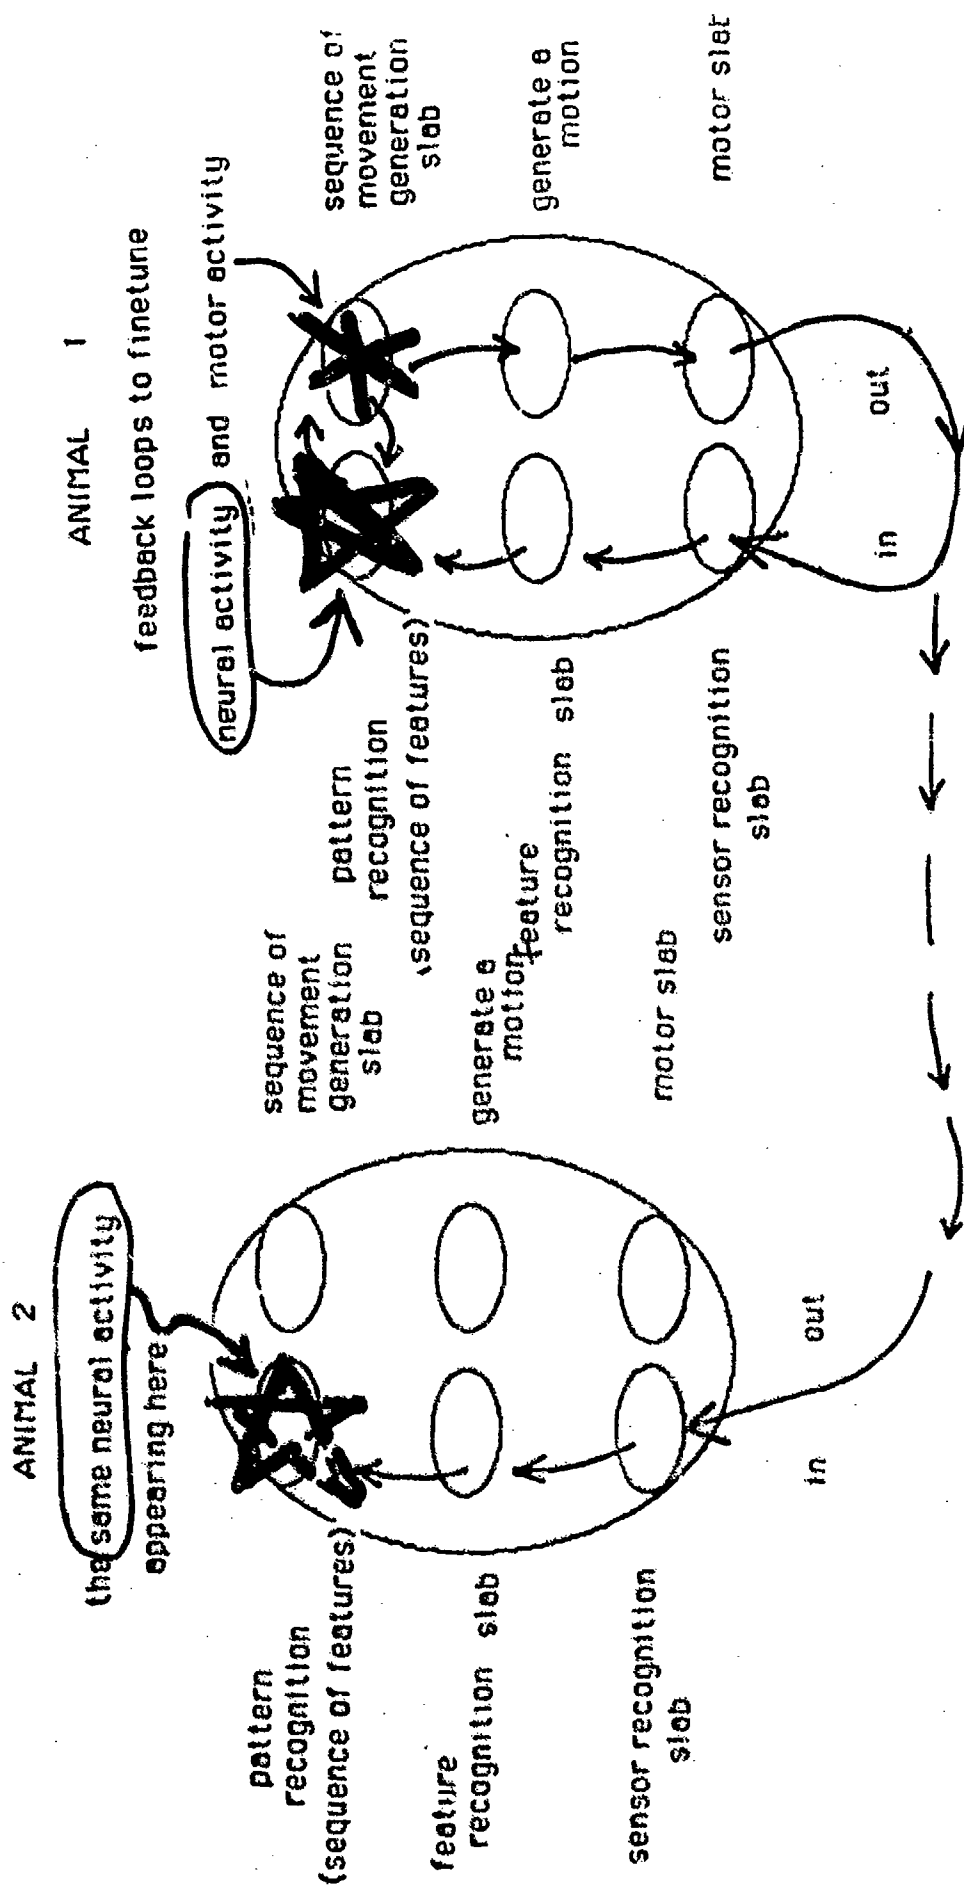 ANIMAL 2
the same neural activity
appearing here
pattern
recognition
(sequence of features)
feature
recognition slab
sensor recognition
slab
in
out
sequence of
movement
generation
slab
generate a
motion
motor slab
ANIMAL 1
feedback loops to finetune
neural activity and motor activity
pattern
recognition
(sequence of features)
feature
recognition slab
sensor recognition
slab
in
out
sequence of
movement
generation
slab
generate a
motion
motor slab